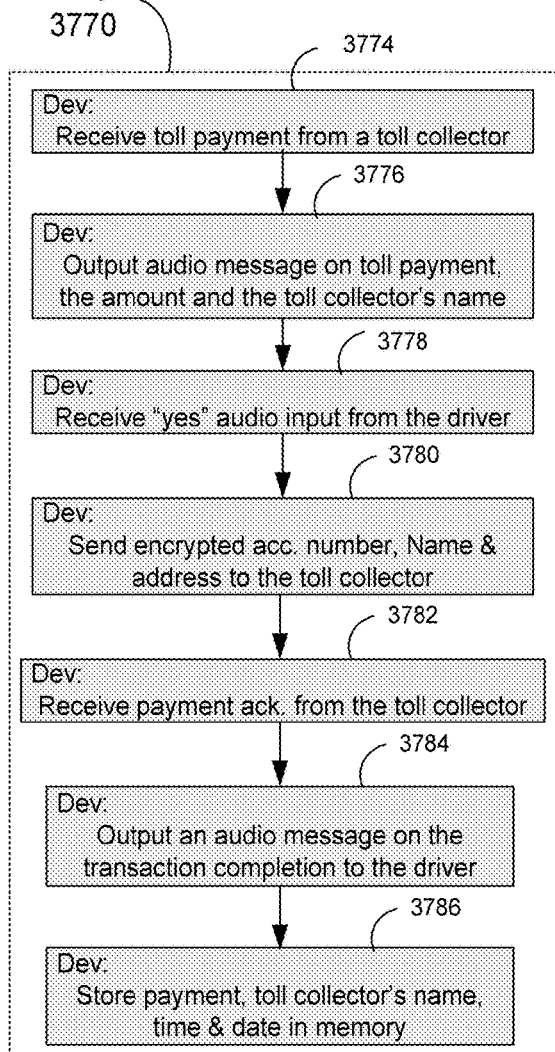 3770
3774
Dev:
Receive toll payment from a toll collector
3776
Dev:
Output audio message on toll payment,
the amount and the toll collector's name
3778
Dev:
Receive “yes” audio input from the driver
3780
Dev:
Send encrypted acc. number, Name &
address to the toll collector
3782
Dev:
Receive payment ack. from the toll collector
3784
Dev:
Output an audio message on the
transaction completion to the driver
3786
Dev:
Store payment, toll collector's name,
time & date in memory